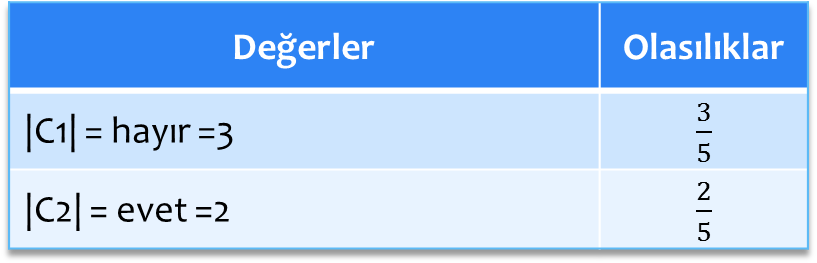 Değerler Olasılıklar
|C1| = hayır =3 3/5
|C2| = evet =2 2/5